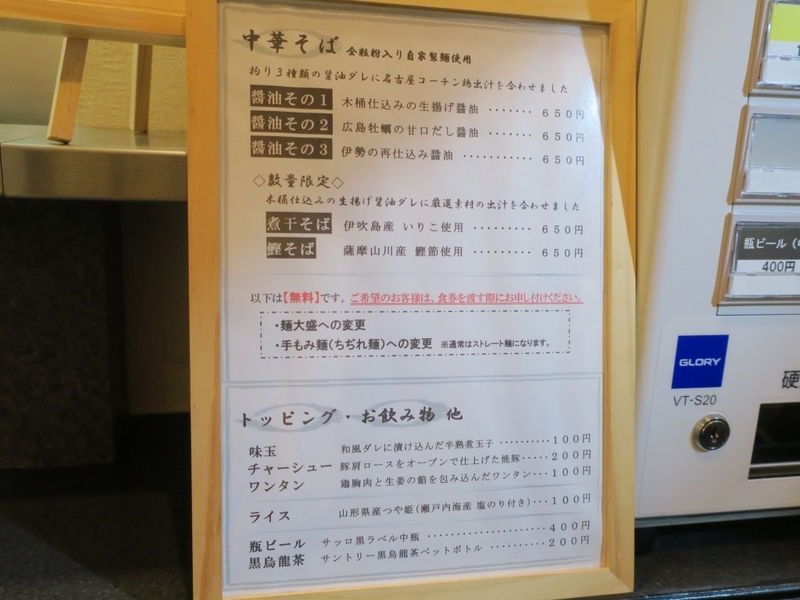 中華そば 全粒粉入り自家製麺使用
拘り3種類の醤油ダレに名古屋コーチン鶏出汁を合わせました
醤油その1 木桶仕込みの生揚げ醤油 ‥‥‥‥ 650円
醤油その2 広島牡蠣の甘口だし醤油 ‥‥‥‥ 650円
醤油その3 伊勢の再仕込み醤油 ‥‥‥‥‥‥ 650円
◇数量限定◇
木桶仕込みの生揚げ醤油ダレに厳選素材の出汁を合わせました
煮干そば 伊吹島産 いりこ使用 ‥‥‥‥‥ 650円
鰹そば 薩摩山川産 鰹節使用 ‥‥‥‥‥ 650円
以下は【無料】です。ご希望のお客様は、食券を渡す際にお申し付けください。
・麺大盛への変更
・手もみ麺(ちぢれ麺)への変更 ※通常はストレート麺になります。
トッピング・お飲み物 他
味玉 和風ダレに漬け込んだ半熟煮玉子 ‥‥‥‥‥100円
チャーシュー 豚肩ロースをオーブンで仕上げた焼豚‥‥‥200円
ワンタン 鶏胸肉と生姜の餡を包み込んだワンタン‥‥100円
ライス 山形県産つや姫(瀬戸内海産 塩のり付き)‥‥100円
瓶ビール サッロ黒ラベル中瓶 ‥‥‥‥‥‥‥‥‥‥400円
黒烏龍茶 サントリー黒烏龍茶ペットボトル ‥‥‥‥‥200円
瓶ビール
400円
GLORY
VT-S20
硬